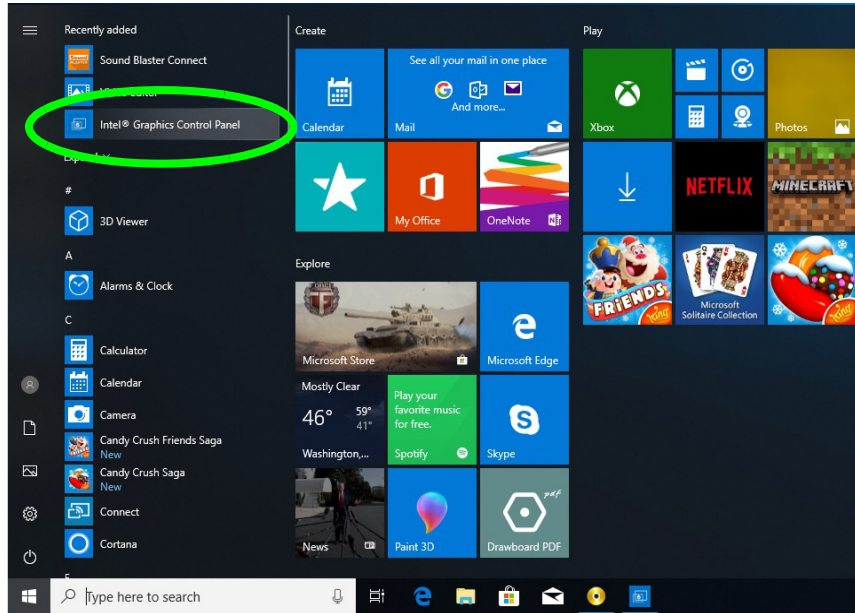 Recently added
Sound Blaster Connect
Editor
Intel® Graphics Control Panel
#
3D Viewer
A
Alarms & Clock
C
Calculator
Calendar
Camera
Candy Crush Friends Saga
New
Candy Crush Saga
New
Connect
Cortana
Create
See all your mail in one place
And more...
Calendar
Mail
My Office
OneNote
Explore
Microsoft Store
Microsoft Edge
Mostly Clear
46°
59°
41°
Washington,...
Play your
favorite music
for free.
Spotify
Skype
News
Paint 3D
pdf
Drawboard PDF
Play
Xbox
Photos
NETFLIX
MINECRAFT
FRIENDS
King
Microsoft
Solitaire Collection
King
Type here to search